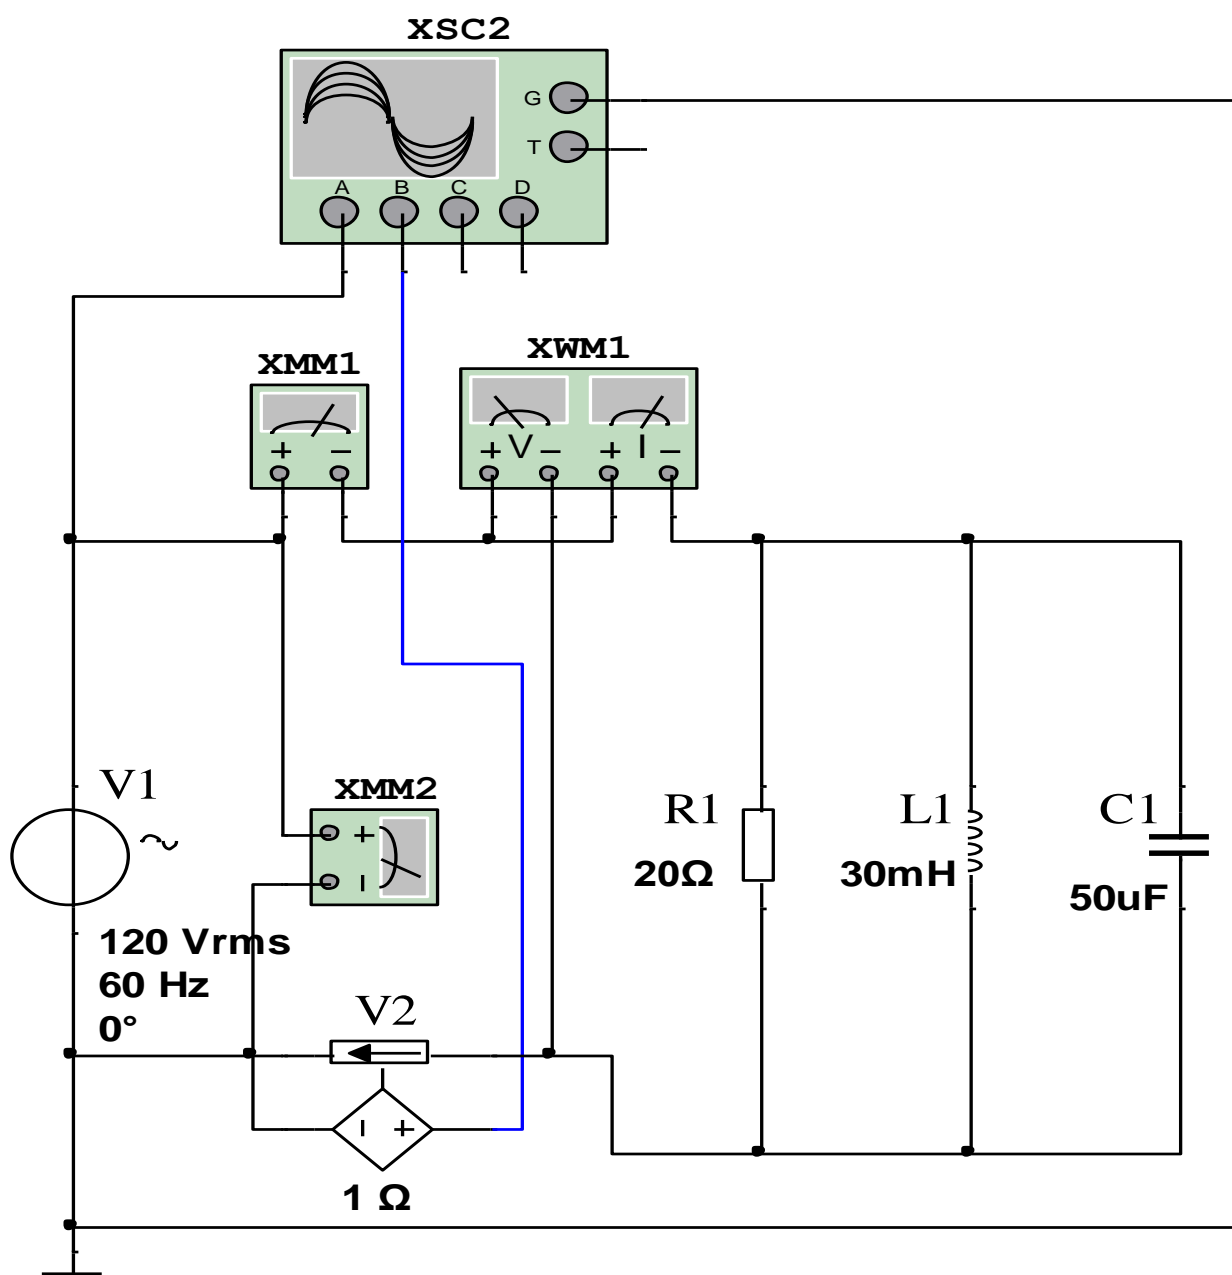 XSC2
G
T
A B C D
XMM1
XWM1
+ −
+ V − + I −
V1
XMM2
+
−
R1
20Ω
L1
30mH
C1
50uF
120 Vrms
60 Hz
0°
V2
− +
1 Ω